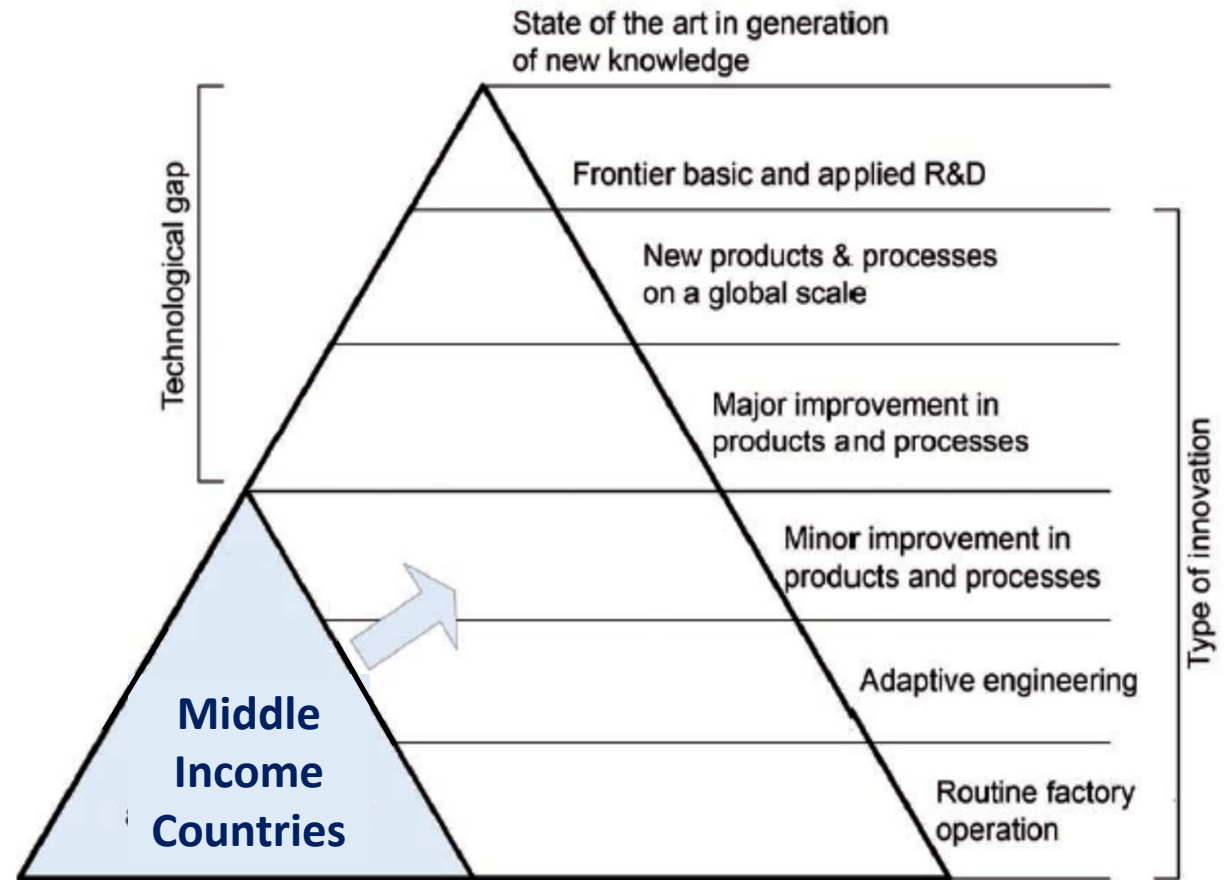 State of the art in generation
of new knowledge
Technological gap
Frontier basic and applied R&D
New products & processes
on a global scale
Major improvement in
products and processes
Type of innovation
Minor improvement in
products and processes
Adaptive engineering
Middle
Income
Countries
Routine factory
operation